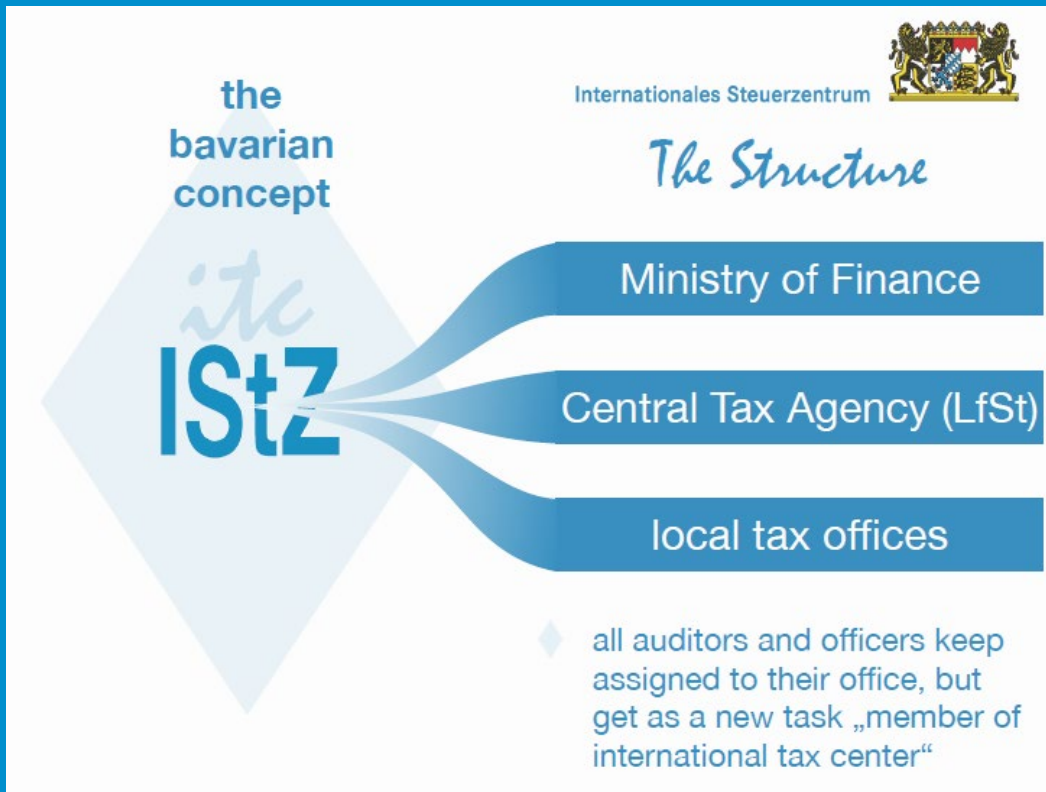 the
bavarian
concept
itc
IStZ
Internationales Steuerzentrum
The Structure
Ministry of Finance
Central Tax Agency (LfSt)
local tax offices
all auditors and officers keep
assigned to their office, but
get as a new task „member of
international tax center“